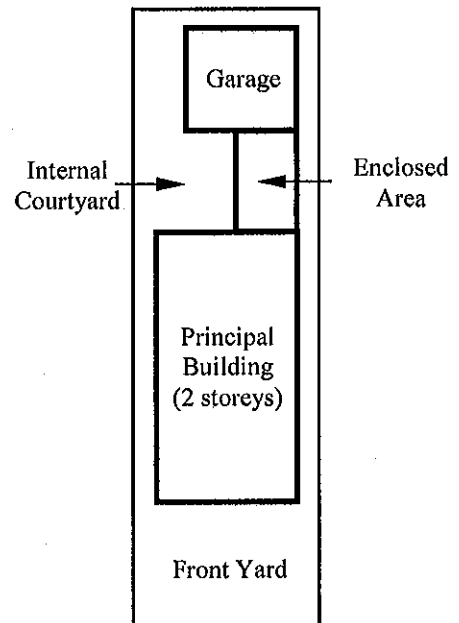 Garage
Internal
Courtyard
Enclosed
Area
Principal
Building
(2 storeys)
Front Yard